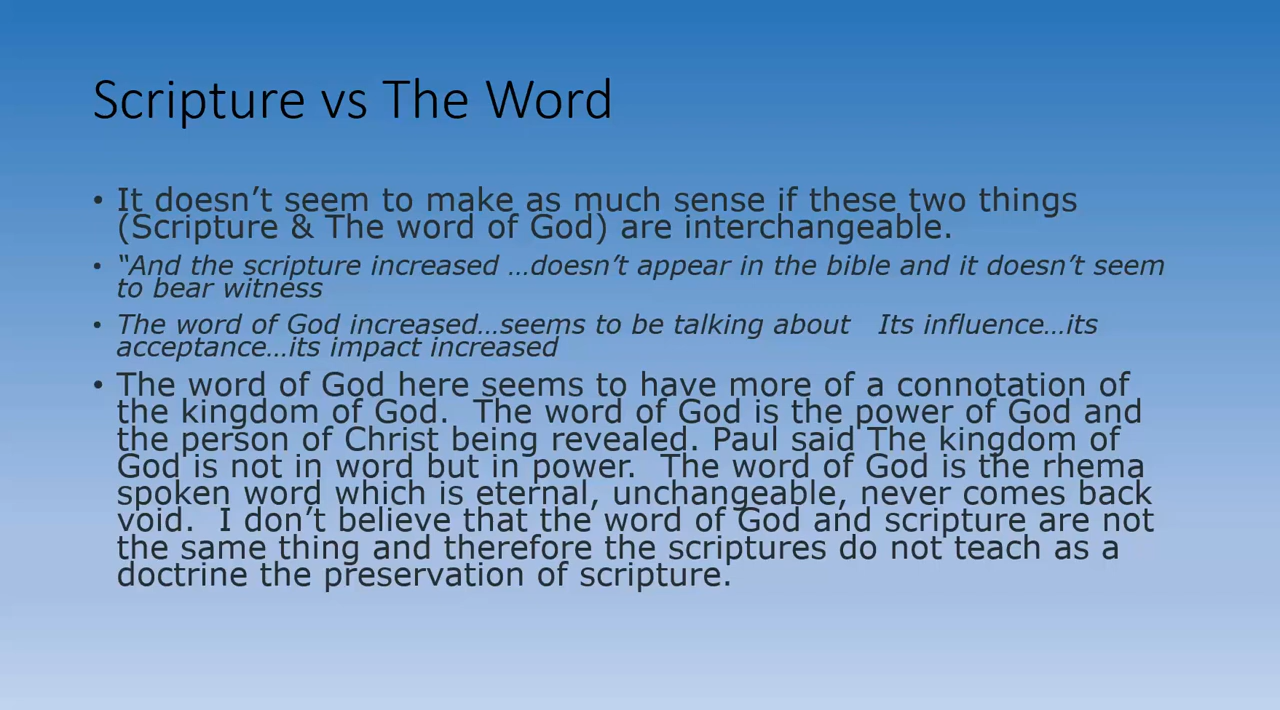 Scripture vs The Word
• It doesn’t seem to make as much sense if these two things
(Scripture & The word of God) are interchangeable.
• “And the scripture increased …doesn’t appear in the bible and it doesn’t seem
to bear witness
• The word of God increased…seems to be talking about   Its influence…its
acceptance…its impact increased
• The word of God here seems to have more of a connotation of
the kingdom of God.  The word of God is the power of God and
the person of Christ being revealed. Paul said The kingdom of
God is not in word but in power.  The word of God is the rhema
spoken word which is eternal, unchangeable, never comes back
void.  I don’t believe that the word of God and scripture are not
the same thing and therefore the scriptures do not teach as a
doctrine the preservation of scripture.